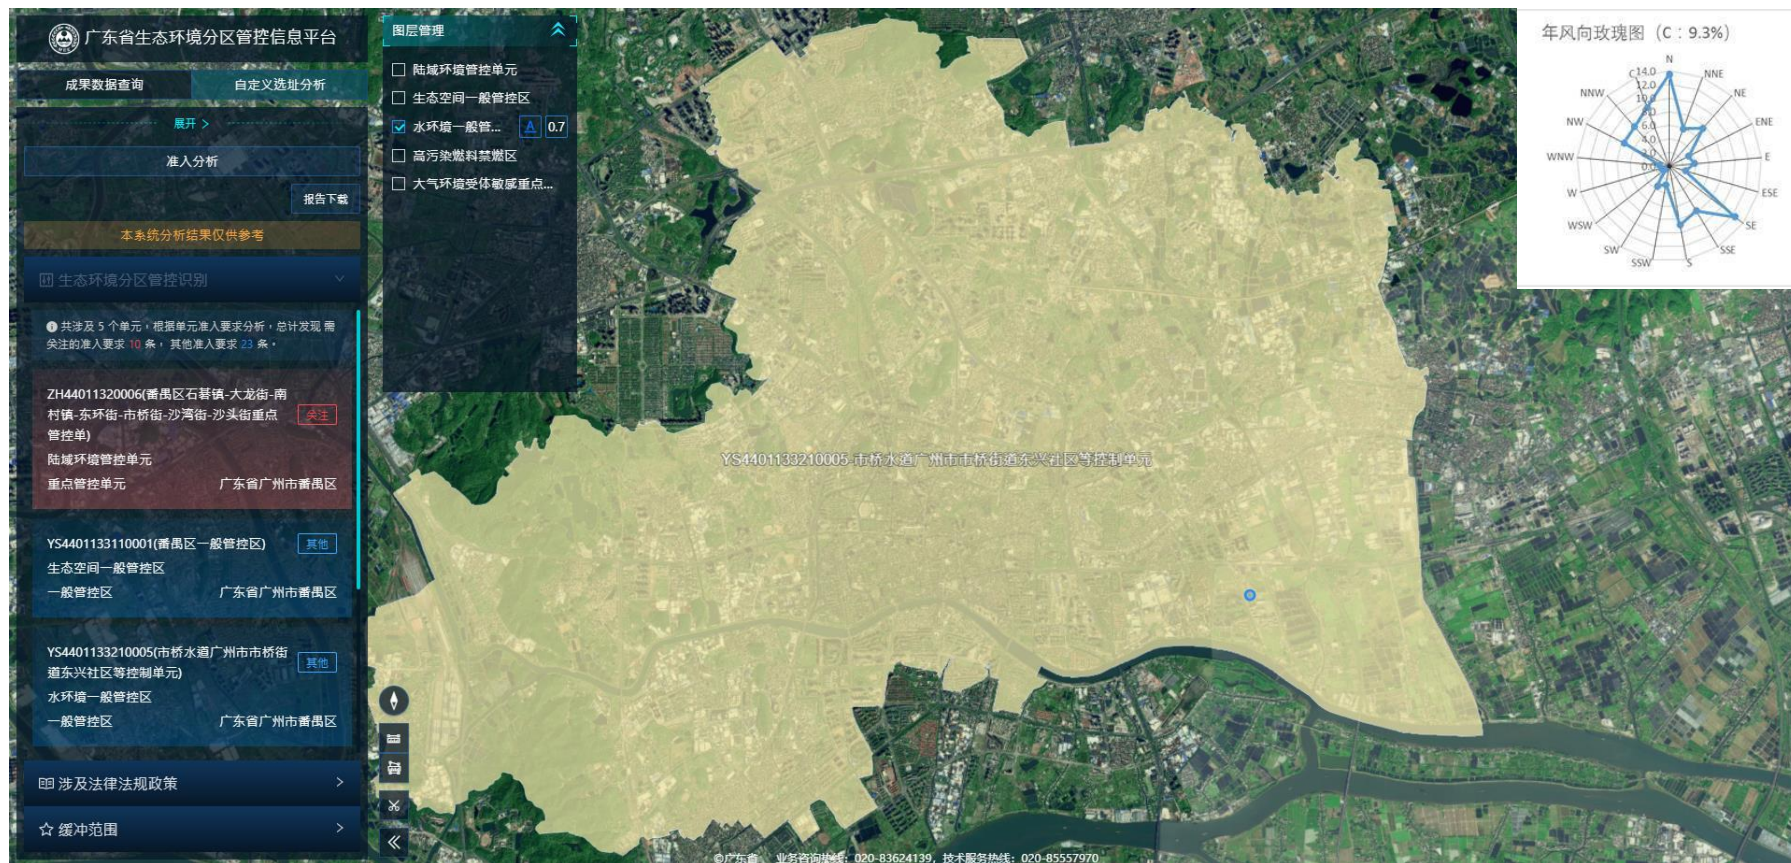 广东省生态环境分区管控信息平台
成果数据查询
自定义选址分析
展开 >
准入分析
报告下载
本系统分析结果仅供参考
生态环境分区管控识别
共涉及 5 个单元，根据单元准入要求分析，总计发现 需
关注的准入要求 10 条， 其他准入要求 23 条。
ZH44011320006(番禺区石碁镇-大龙街-南
村镇-东环街-市桥街-沙湾街-沙头街重点
管控单)
关注
陆域环境管控单元
重点管控单元
广东省广州市番禺区
YS4401133110001(番禺区一般管控区)
其他
生态空间一般管控区
一般管控区
广东省广州市番禺区
YS4401133210005(市桥水道广州市市桥街
道东兴社区等控制单元)
其他
水环境一般管控区
一般管控区
广东省广州市番禺区
涉及法律法规政策
缓冲范围
图层管理
陆域环境管控单元
生态空间一般管控区
水环境一般管...
A
0.7
高污染燃料禁燃区
大气环境受体敏感重点...
YS4401133210005-市桥水道广州市市桥街道东兴社区等控制单元
年风向玫瑰图（C：9.3%）
N
NNE
NE
ENE
E
ESE
SE
SSE
S
SSW
SW
WSW
W
WNW
NW
NNW
C
14.0
12.0
10.0
6.0
4.0
2.0
0.0
©广东省
业务咨询热线：020-83624139，技术服务热线：020-85557970